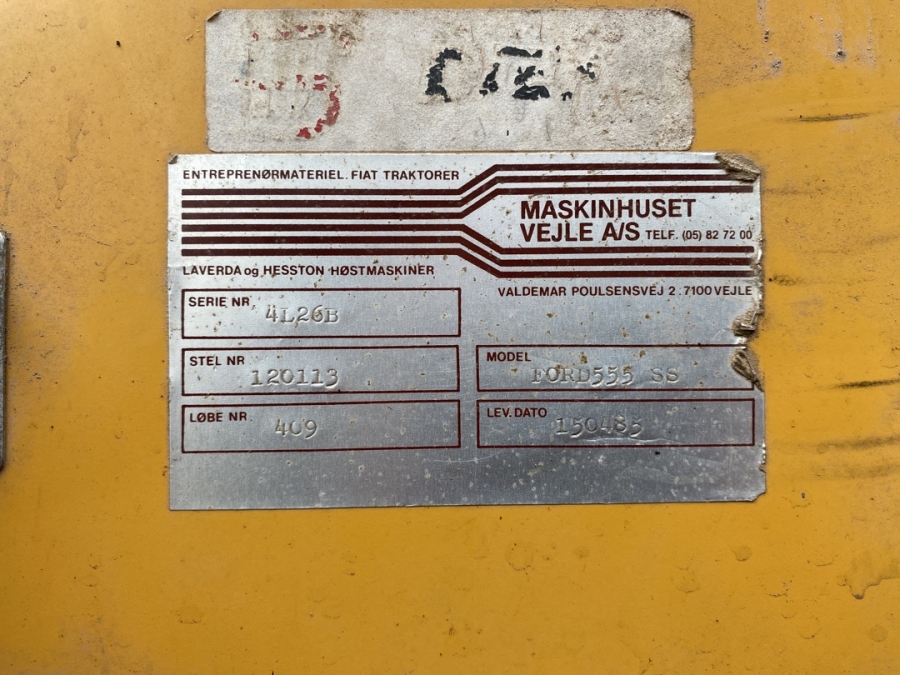 ENTREPRENØRMATERIEL. FIAT TRAKTORER
MASKINHUSET
VEJLE A/S TELF. (05) 82 72 00
LAVERDA og HESSTON HØSTMASKINER
VALDEMAR POULSENSVEJ 2. 7100 VEJLE
SERIE NR 4L26B
STEL NR 120113
MODEL FORD555 SS
LØBE NR 409
LEV. DATO 150485